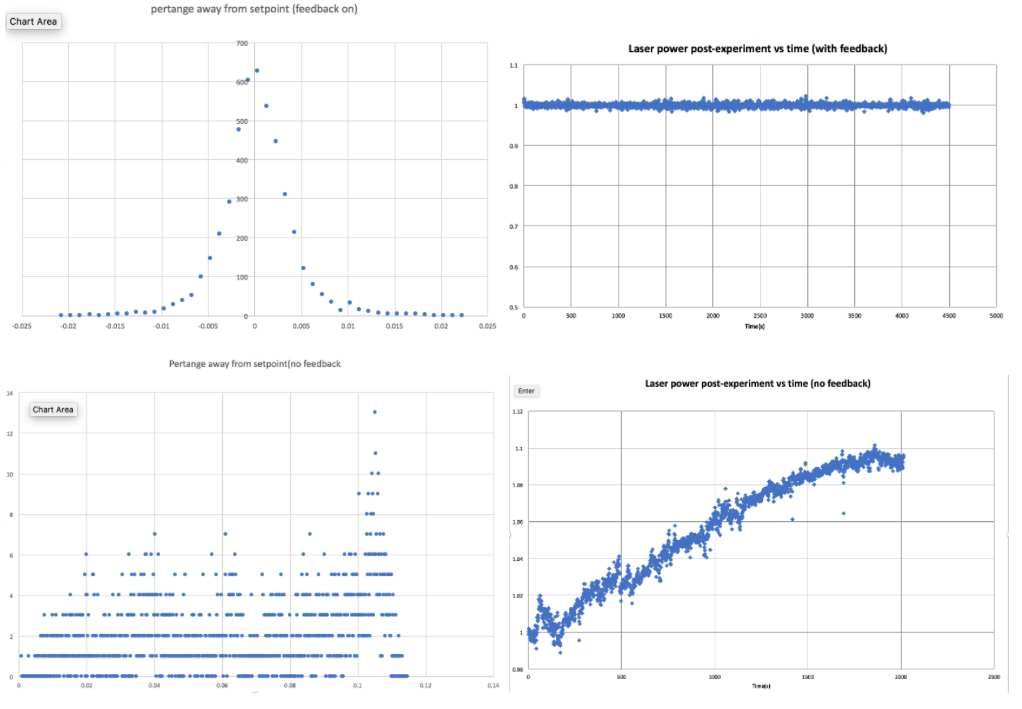 pertange away from setpoint (feedback on)
Chart Area
700
600
500
400
300
200
100
0
-0.025 -0.02 -0.015 -0.01 -0.005 0 0.005 0.01 0.015 0.02 0.025
Laser power post-experiment vs time (with feedback)
1.1
1
0.9
0.8
0.7
0.6
0.5
0 500 1000 1500 2000 2500 3000 3500 4000 4500 5000
Time(s)
Pertange away from setpoint(no feedback
Chart Area
14
12
10
8
6
4
2
0
0 0.02 0.04 0.06 0.08 0.1 0.12 0.14
Enter
Laser power post-experiment vs time (no feedback)
1.12
1.1
1.08
1.06
1.04
1.02
1
0.98
0 500 1000 1500 2000 2500
Time(s)